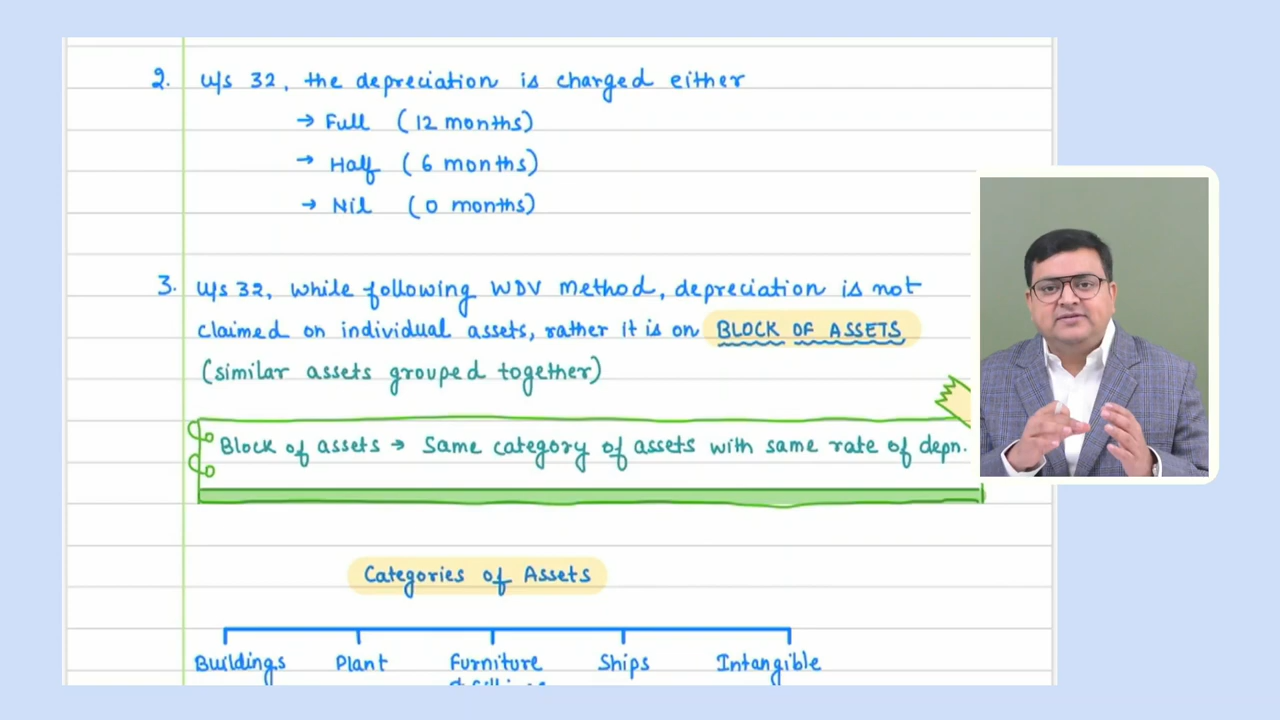 2. u/s 32, the depreciation is charged either
→ Full (12 months)
→ Half (6 months)
→ Nil (0 months)
3. u/s 32, while following WDV method, depreciation is not
claimed on individual assets, rather it is on BLOCK OF ASSETS
(similar assets grouped together)
Block of assets → Same category of assets with same rate of depn.
Categories of Assets
Buildings Plant Furniture Ships Intangible